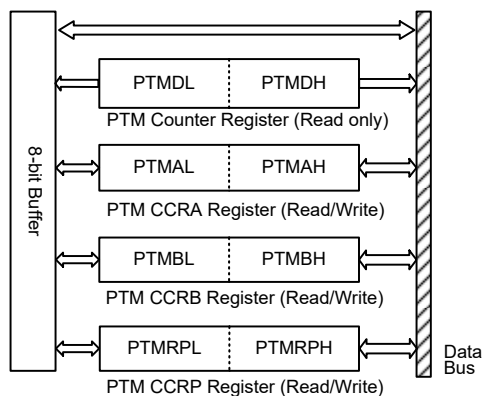 8-bit Buffer
PTMDL PTMDH
PTM Counter Register (Read only)
PTMAL PTMAH
PTM CCRA Register (Read/Write)
PTMBL PTMBH
PTM CCRB Register (Read/Write)
PTMRPL PTMRPH
PTM CCRP Register (Read/Write)
Data
Bus